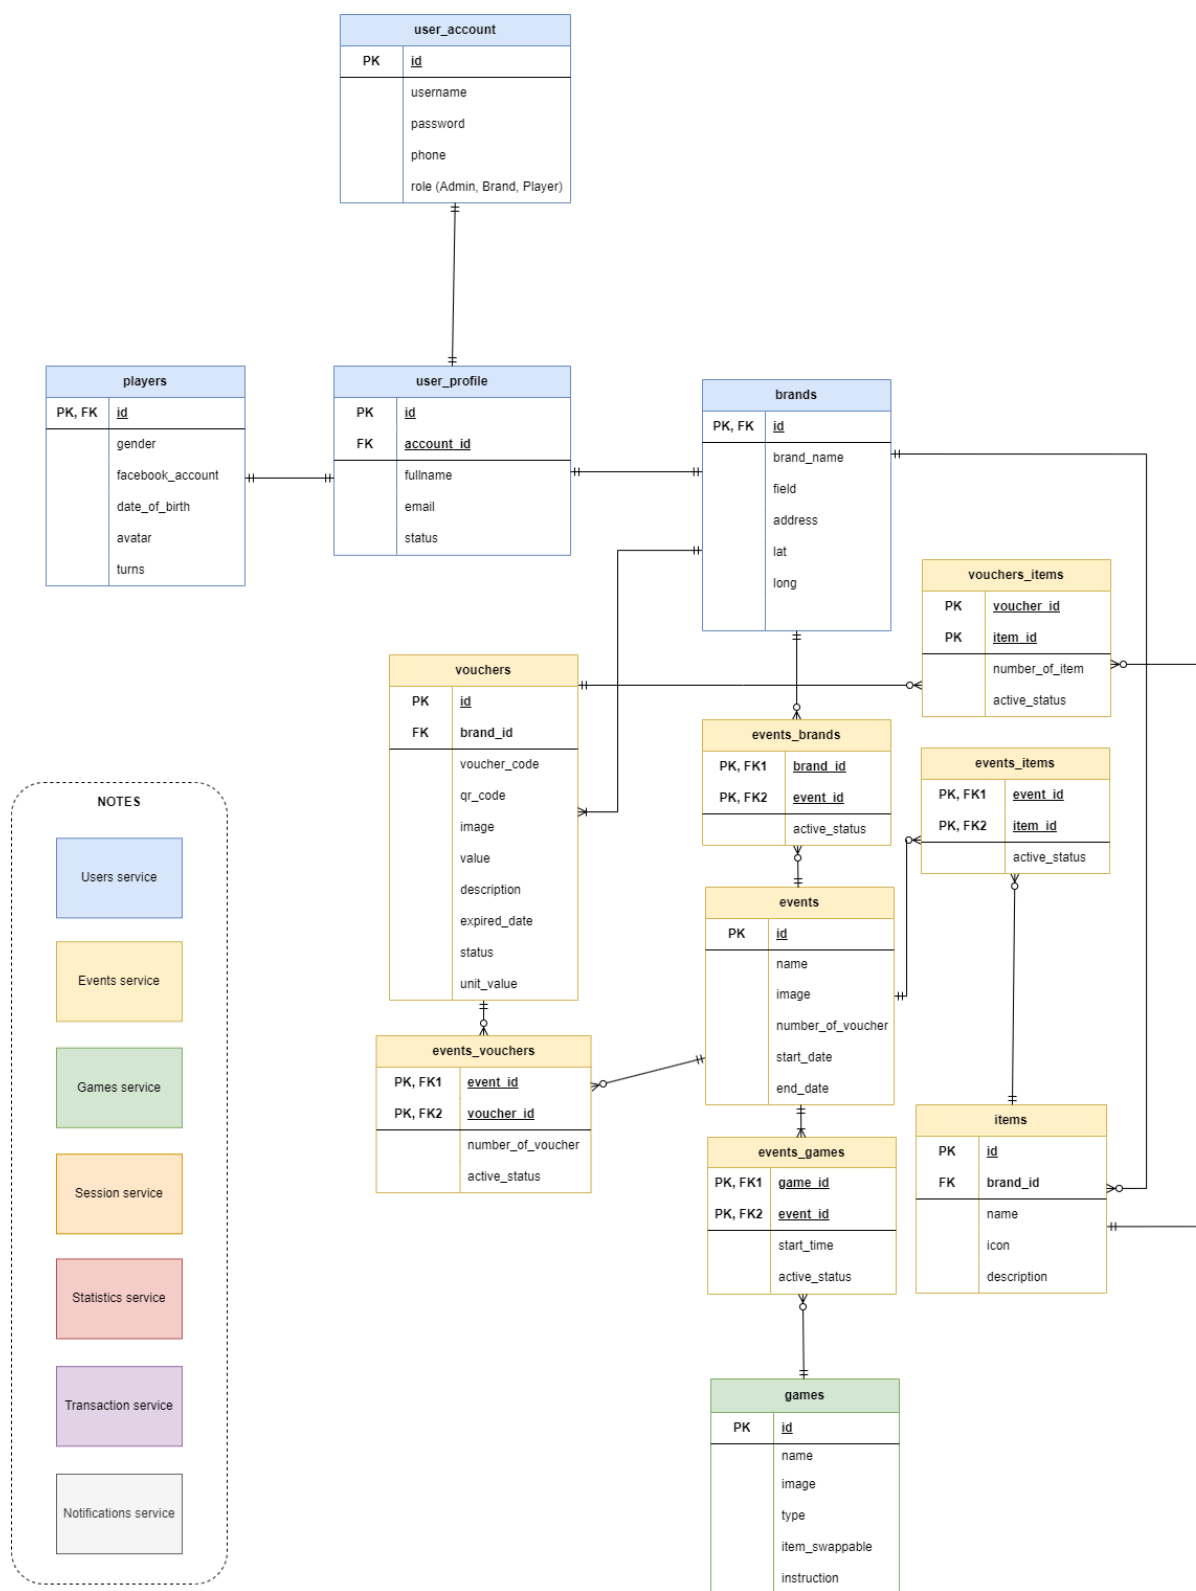 user_account
PK id
username
password
phone
role (Admin, Brand, Player)
players
PK, FK id
gender
facebook_account
date_of_birth
avatar
turns
user_profile
PK id
FK account_id
fullname
email
status
brands
PK, FK id
brand_name
field
address
lat
long
vouchers_items
PK voucher_id
PK item_id
number_of_item
active_status
vouchers
PK id
FK brand_id
voucher_code
qr_code
image
value
description
expired_date
status
unit_value
events_brands
PK, FK1 brand_id
PK, FK2 event_id
active_status
events_items
PK, FK1 event_id
PK, FK2 item_id
active_status
events
PK id
name
image
number_of_voucher
start_date
end_date
events_vouchers
PK, FK1 event_id
PK, FK2 voucher_id
number_of_voucher
active_status
items
PK id
FK brand_id
name
icon
description
events_games
PK, FK1 game_id
PK, FK2 event_id
start_time
active_status
games
PK id
name
image
type
item_swappable
instruction
NOTES
Users service
Events service
Games service
Session service
Statistics service
Transaction service
Notifications service